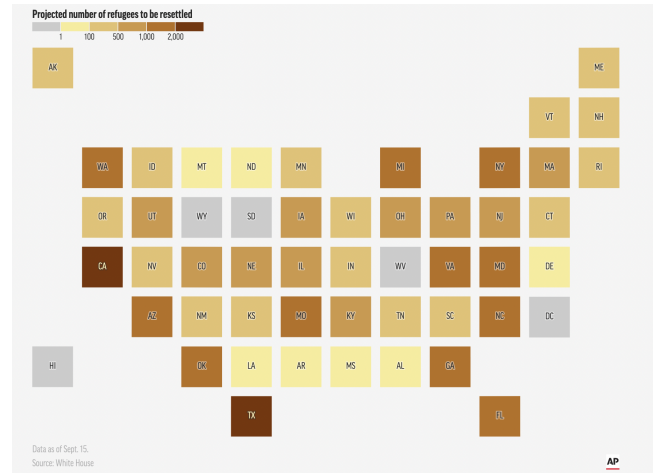 Projected number of refugees to be resettled
1 100 500 1,000 2,000
AK ME
VT NH
WA ID MT ND MN MI NY MA RI
OR UT WY SD IA WI OH PA NJ CT
CA NV CO NE IL IN WV VA MD DE
AZ NM KS MO KY TN SC NC DC
HI OK LA AR MS AL GA
TX FL
Data as of Sept. 15.
Source: White House
AP